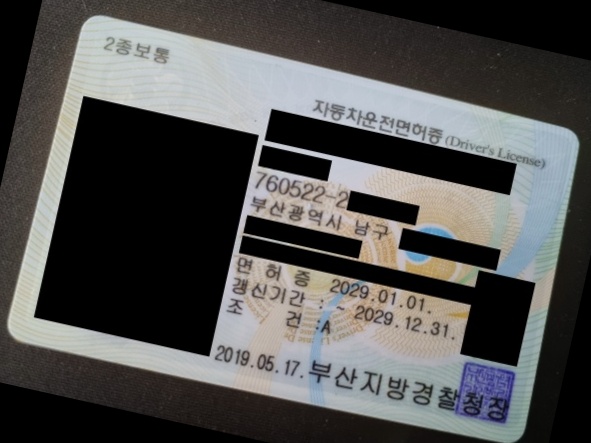 2종보통
자동차운전면허증 (Driver's License)
760522-2
부산광역시 남구
면 허 증 2029.01.01.
갱신기간 : ~ 2029.12.31.
조 건 :A
2019.05.17. 부산지방경찰청장